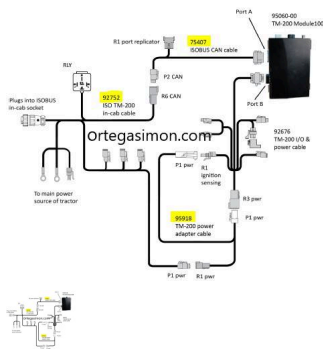 Port A
95060-00
TM-200 Module100
R1 port replicator
75407
ISOBUS CAN cable
RLY
P2 CAN
92752
ISO TM-200
in-cab cable
R6 CAN
Port B
Plugs into ISOBUS
in-cab socket
ortegasimon.com
92676
TM-200 I/O &
power cable
P1 pwr
R1
ignition
sensing
To main power
source of tractor
R3 pwr
95918
TM-200 power
adapter cable
P1 pwr
P1 pwr
R1 pwr
ortegasimon.com